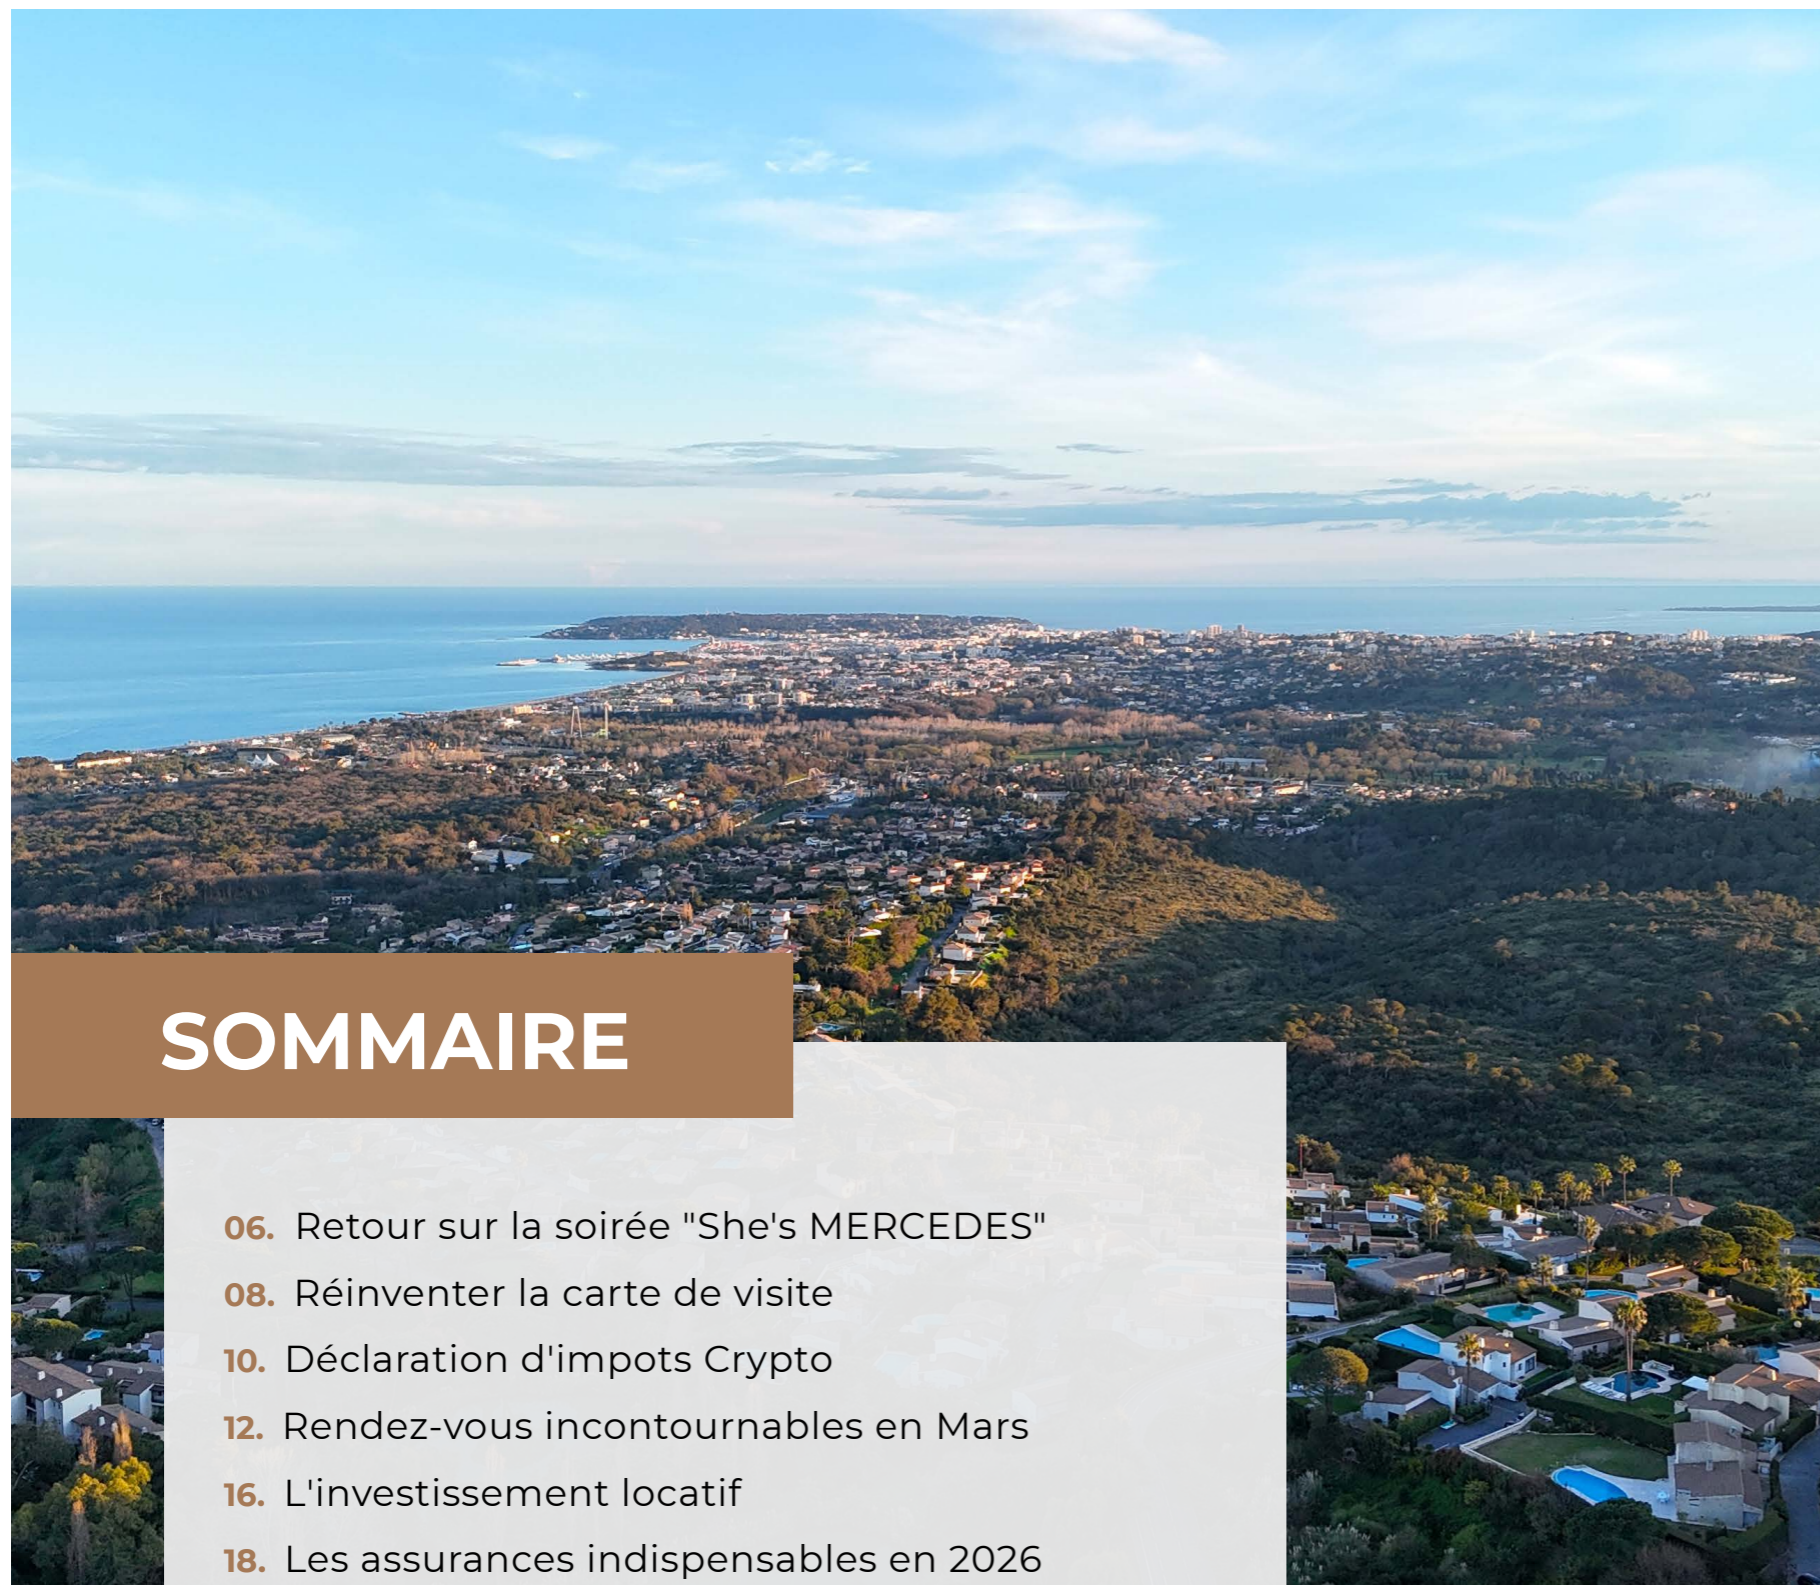 SOMMAIRE
06. Retour sur la soirée "She's MERCEDES"
08. Réinventer la carte de visite
10. Déclaration d'impots Crypto
12. Rendez-vous incontournables en Mars
16. L'investissement locatif
18. Les assurances indispensables en 2026